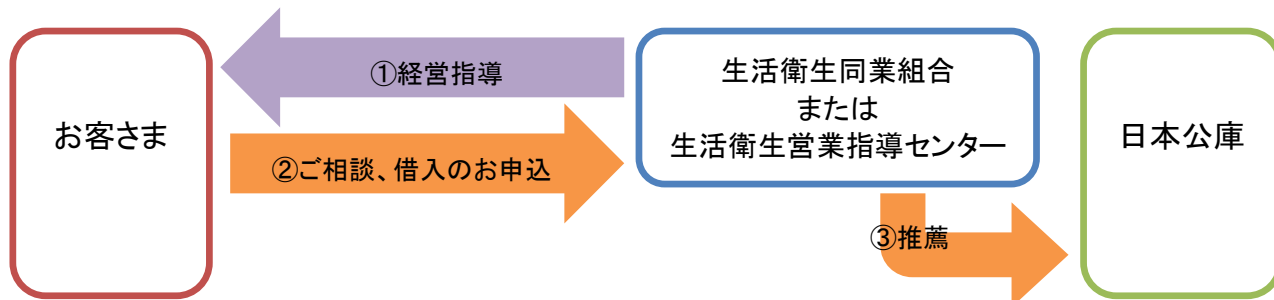 お客さま
①経営指導
②ご相談、借入のお申込
生活衛生同業組合
または
生活衛生営業指導センター
③推薦
日本公庫